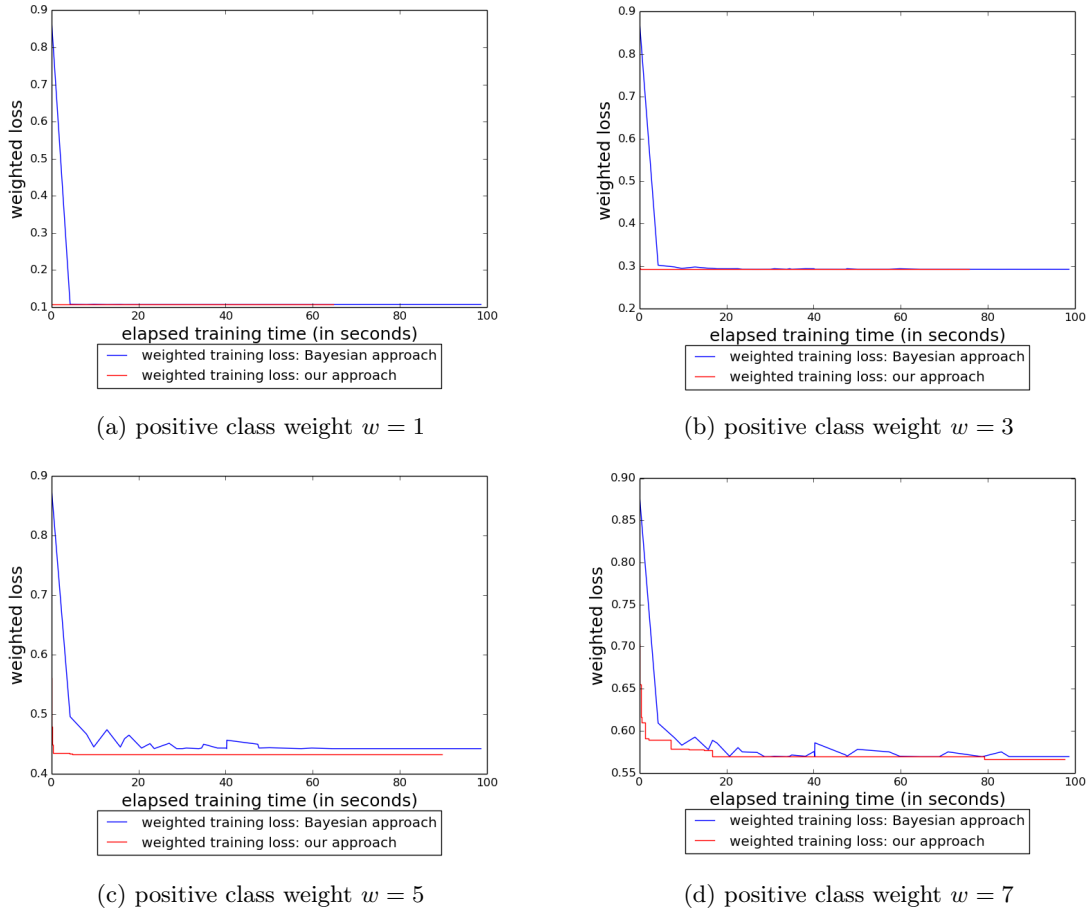 0.9
0.8
0.7
0.6
0.5
0.4
0.3
0.2
0.1
0 20 40 60 80 100
weighted loss
elapsed training time (in seconds)
weighted training loss: Bayesian approach
weighted training loss: our approach
(a) positive class weight w = 1
0.9
0.8
0.7
0.6
0.5
0.4
0.3
0.2
0 20 40 60 80 100
weighted loss
elapsed training time (in seconds)
weighted training loss: Bayesian approach
weighted training loss: our approach
(b) positive class weight w = 3
0.9
0.8
0.7
0.6
0.5
0.4
0 20 40 60 80 100
weighted loss
elapsed training time (in seconds)
weighted training loss: Bayesian approach
weighted training loss: our approach
(c) positive class weight w = 5
0.90
0.85
0.80
0.75
0.70
0.65
0.60
0.55
0 20 40 60 80 100
weighted loss
elapsed training time (in seconds)
weighted training loss: Bayesian approach
weighted training loss: our approach
(d) positive class weight w = 7